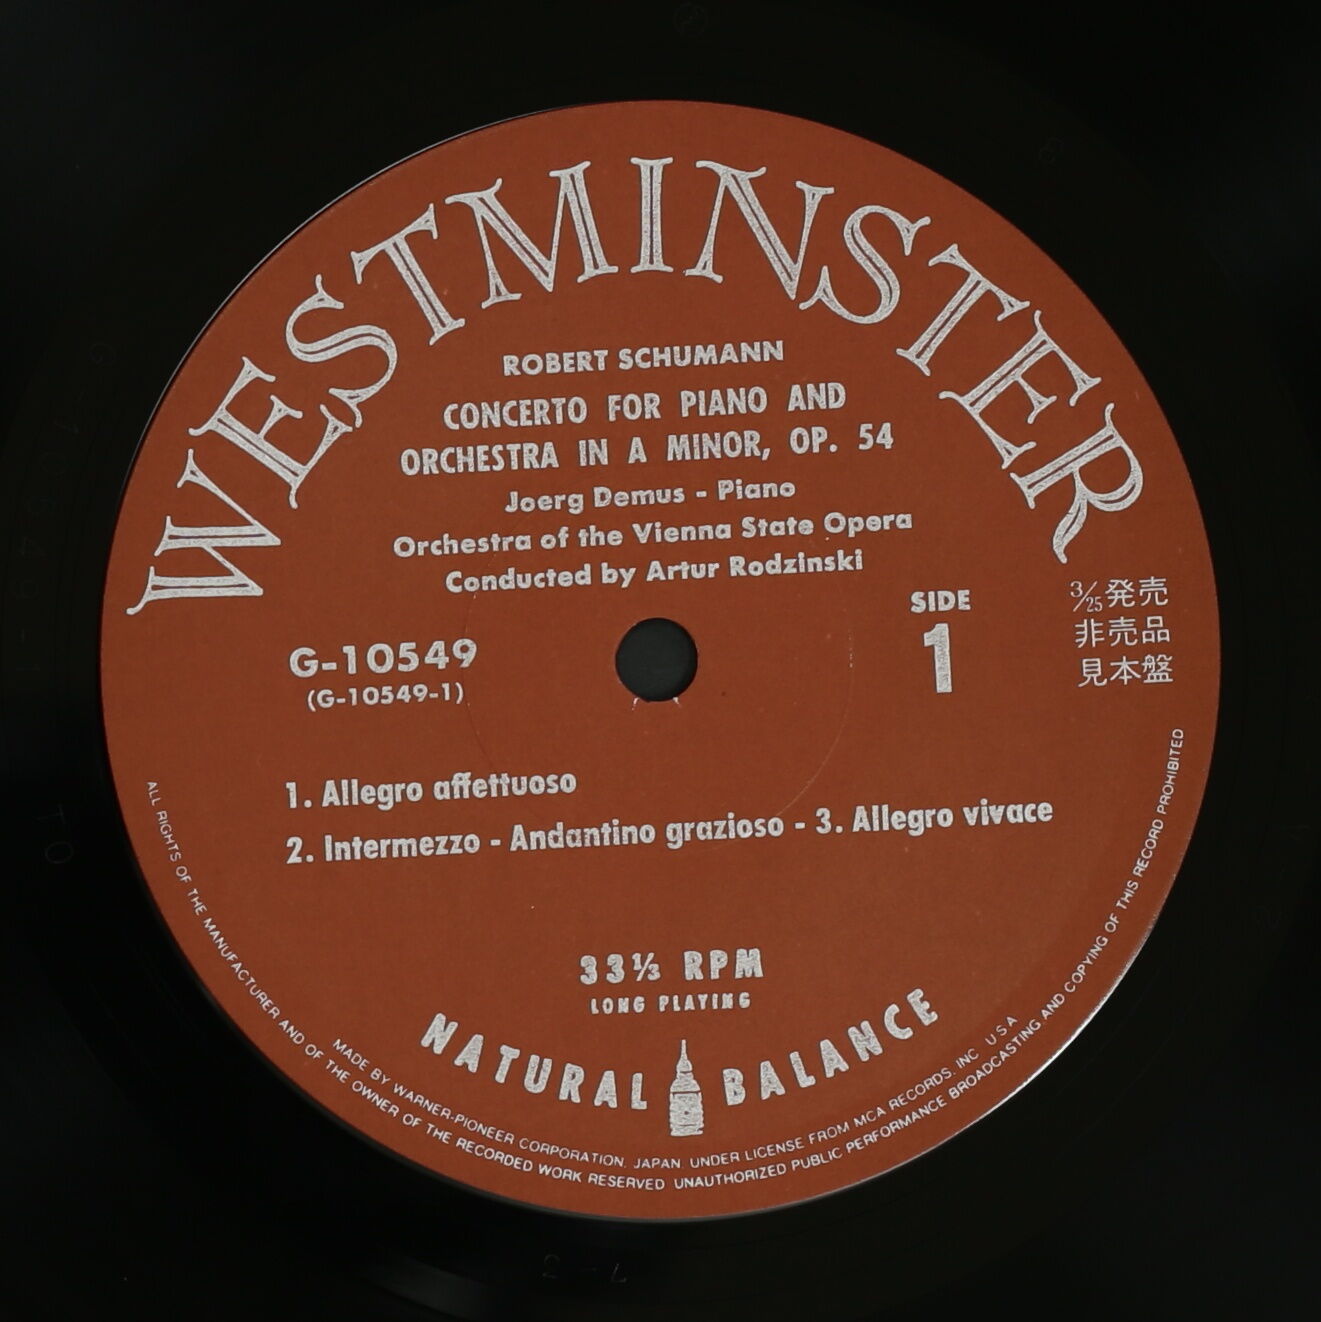 WESTMINSTER
ROBERT SCHUMANN
CONCERTO FOR PIANO AND
ORCHESTRA IN A MINOR, OP. 54
Joerg Demus - Piano
Orchestra of the Vienna State Opera
Conducted by Artur Rodzinski
SIDE
1
3/25発売
非売品
見本盤
G-10549
(G-10549-1)
1. Allegro affettuoso
2. Intermezzo - Andantino grazioso - 3. Allegro vivace
33⅓ RPM
LONG PLAYING
NATURAL BALANCE
MADE BY WARNER-PIONEER CORPORATION, JAPAN, UNDER LICENSE FROM MCA RECORDS, INC U.S.A
ALL RIGHTS OF THE MANUFACTURER AND OF THE OWNER OF THE RECORDED WORK RESERVED UNAUTHORIZED PUBLIC PERFORMANCE BROADCASTING AND COPYING OF THIS RECORD PROHIBITED